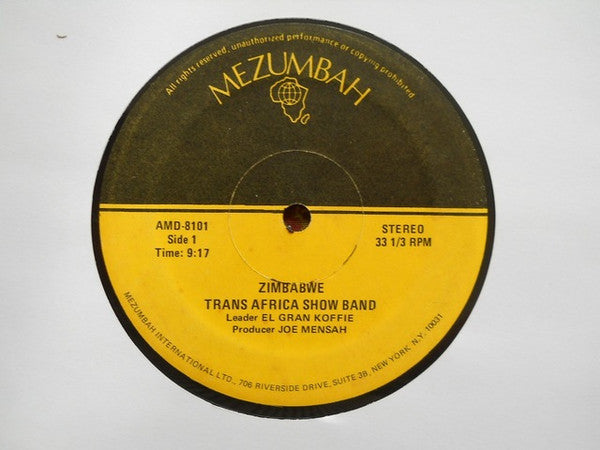 All rights reserved, unauthorized performance or copying prohibited
MEZUMBAH
AMD-8101
Side 1
Time: 9:17
STEREO
33 1/3 RPM
ZIMBABWE
TRANS AFRICA SHOW BAND
Leader EL GRAN KOFFIE
Producer JOE MENSAH
MEZUMBAH INTERNATIONAL LTD., 706 RIVERSIDE DRIVE, SUITE 3B, NEW YORK, N.Y. 10031